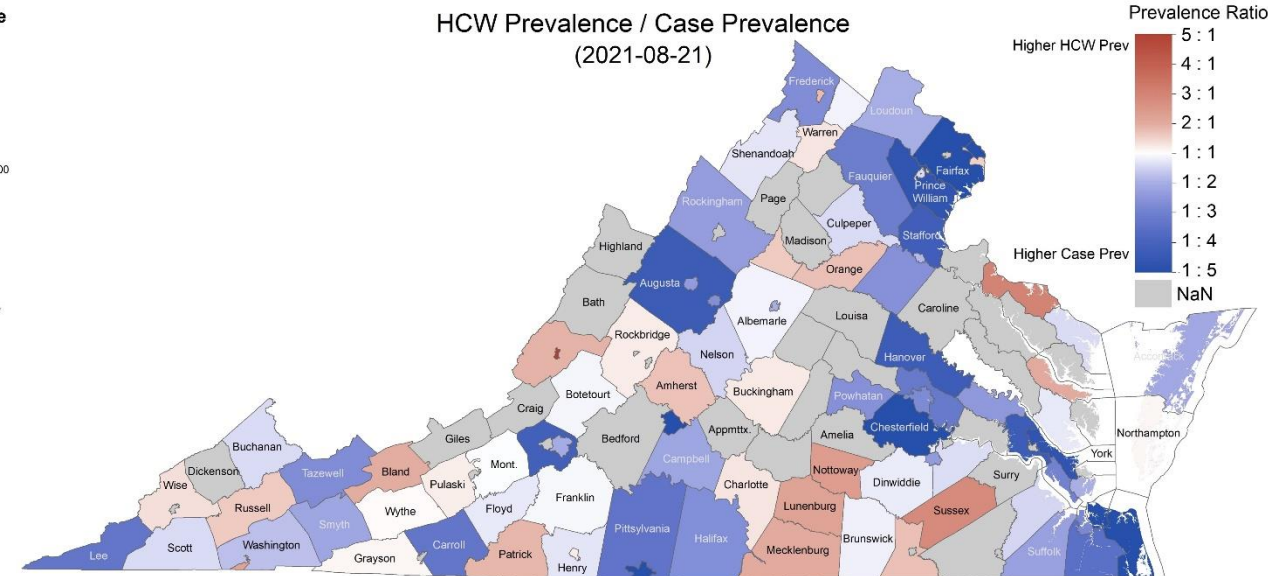 e
HCW Prevalence / Case Prevalence
(2021-08-21)
Prevalence Ratio
Higher HCW Prev
5 : 1
4 : 1
3 : 1
2 : 1
1 : 1
1 : 2
1 : 3
1 : 4
Higher Case Prev
1 : 5
NaN
00
Frederick
Loudoun
Warren
Shenandoah
Fairfax
Fauquier
Prince
William
Page
Rockingham
Culpeper
Stafford
Madison
Highland
Orange
Augusta
Bath
Caroline
Louisa
Albemarle
Rockbridge
Nelson
Hanover
Accomack
Amherst
Buckingham
Botetourt
Powhatan
Craig
Chesterfield
Appmttx.
Amelia
Northampton
Giles
Bedford
Buchanan
York
Campbell
Mont.
Dickenson
Tazewell
Bland
Nottoway
Surry
Wise
Pulaski
Charlotte
Dinwiddie
Franklin
Russell
Floyd
Lunenburg
Sussex
Wythe
Smyth
Pittsylvania
Halifax
Brunswick
Scott
Washington
Carroll
Mecklenburg
Suffolk
Lee
Grayson
Patrick
Henry